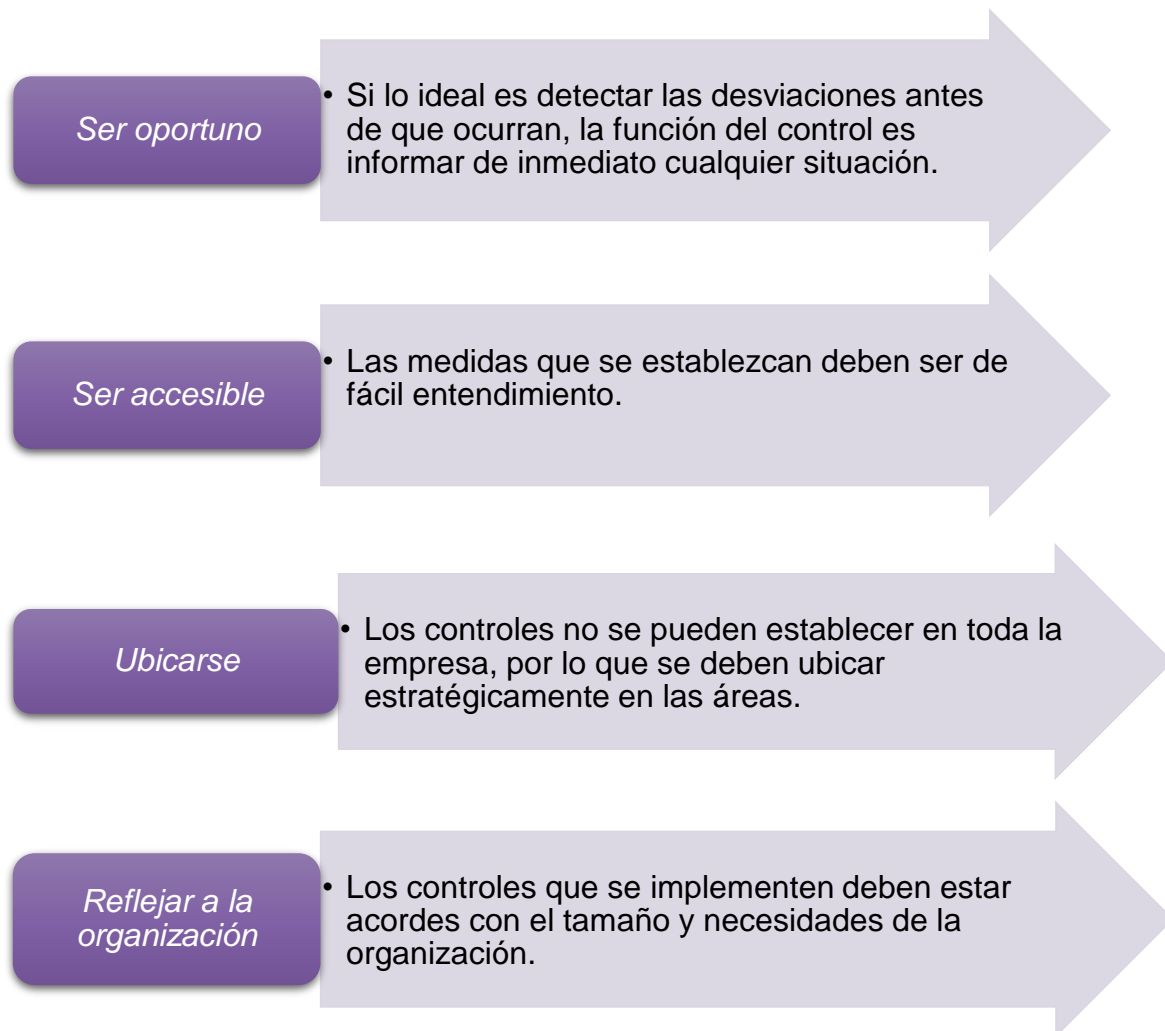 Ser oportuno
• Si lo ideal es detectar las desviaciones antes
de que ocurran, la función del control es
informar de inmediato cualquier situación.
Ser accesible
• Las medidas que se establezcan deben ser de
fácil entendimiento.
Ubicarse
• Los controles no se pueden establecer en toda la
empresa, por lo que se deben ubicar
estratégicamente en las áreas.
Reflejar a la
organización
• Los controles que se implementen deben estar
acordes con el tamaño y necesidades de la
organización.